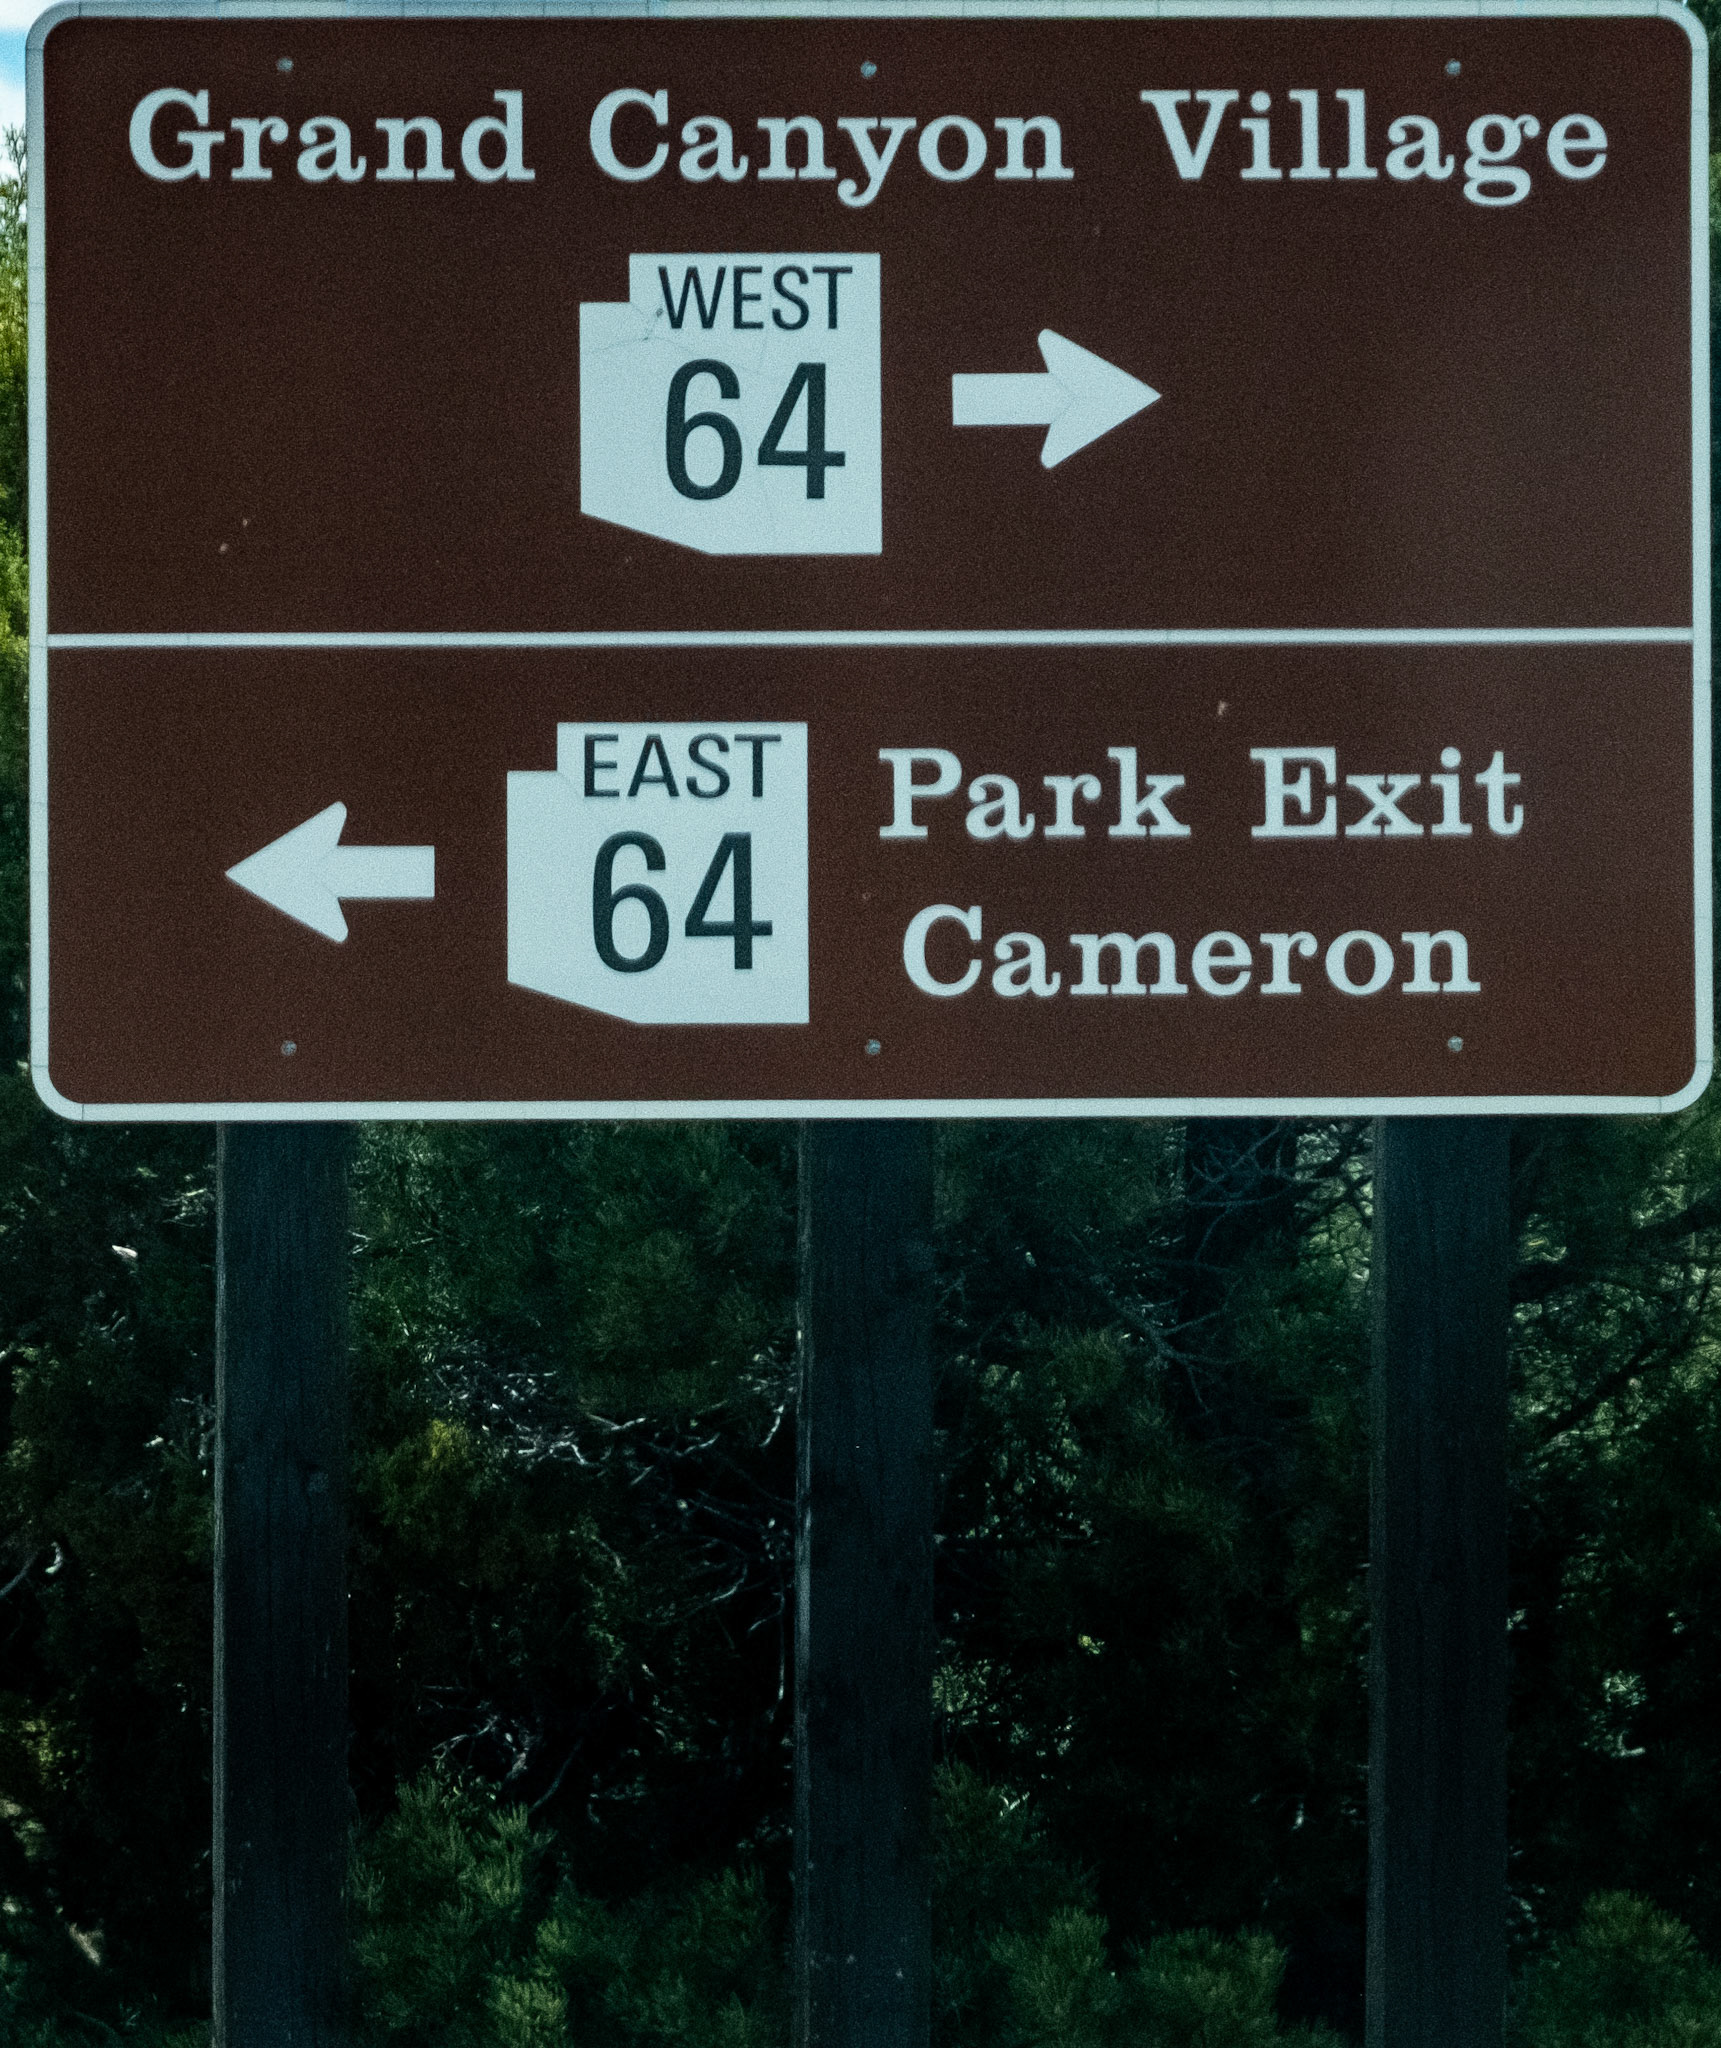 Grand Canyon Village
WEST
64
EAST
64
Park Exit
Cameron